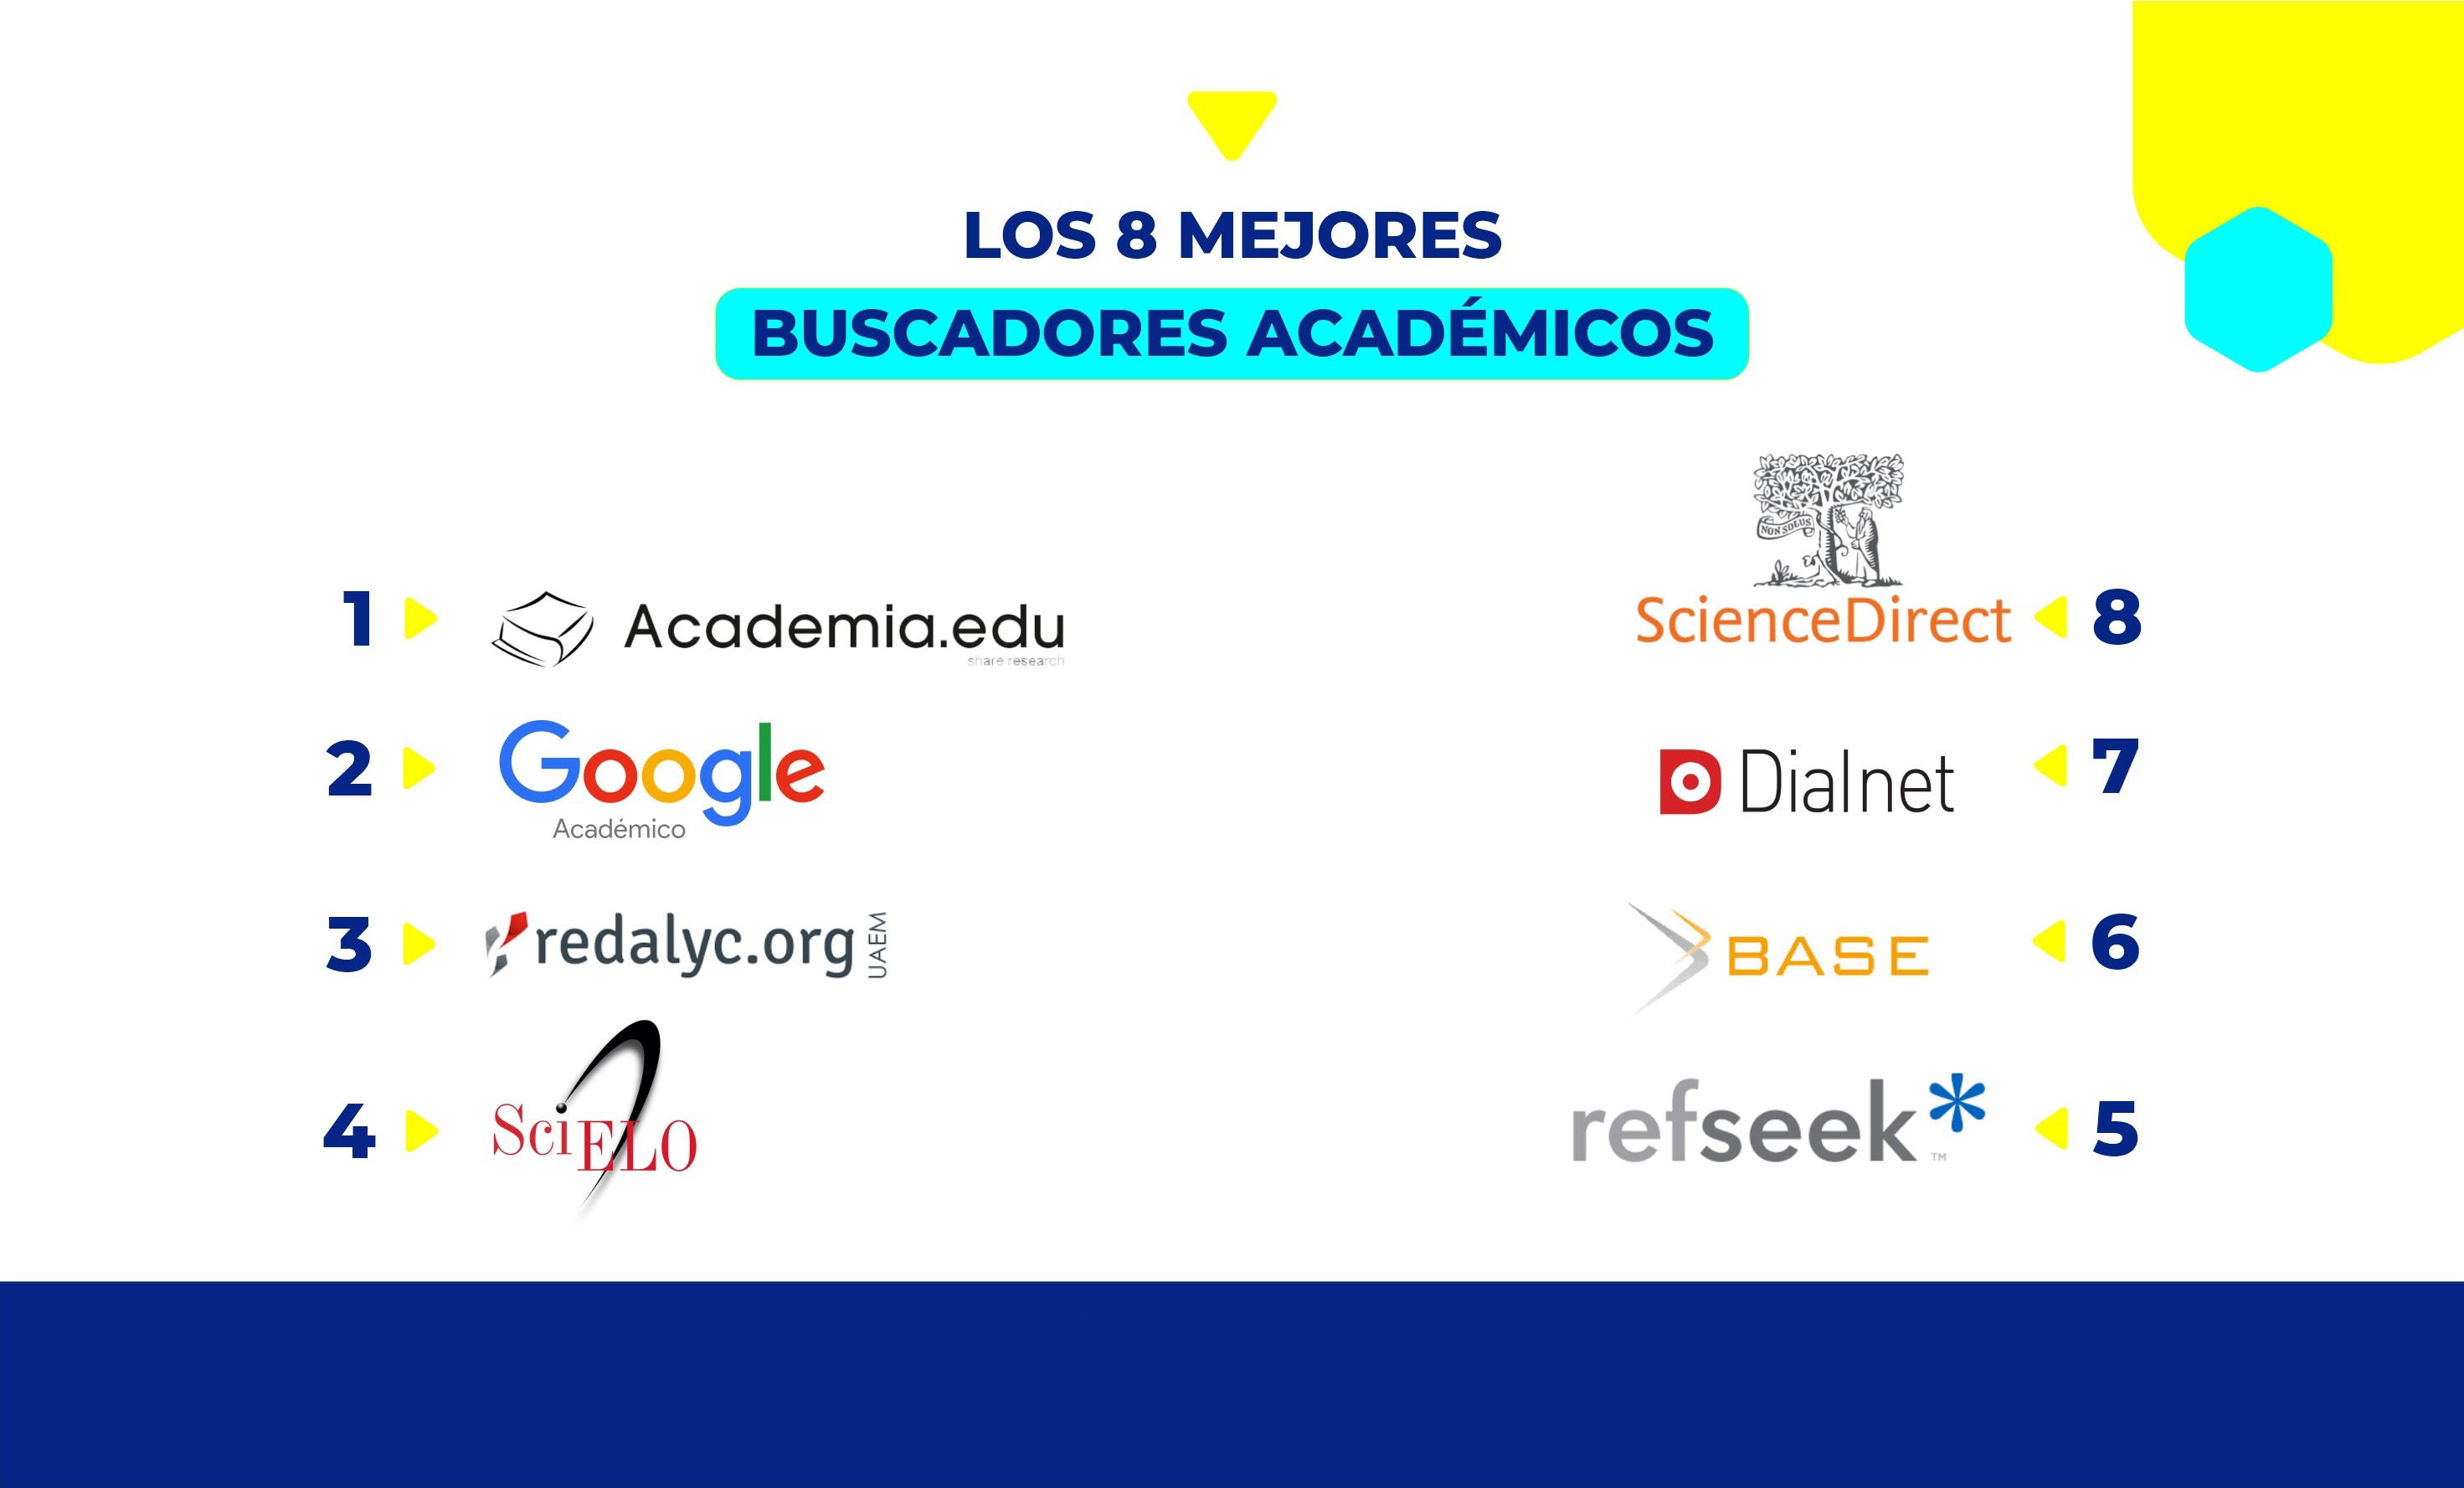 LOS 8 MEJORES
BUSCADORES ACADÉMICOS
1
Academia.edu
share research
2
Google
Académico
3
redalyc.org
UAEM
4
SciELO
NON SOLUS
ScienceDirect
8
Dialnet
7
BASE
6
refseek*
TM
5